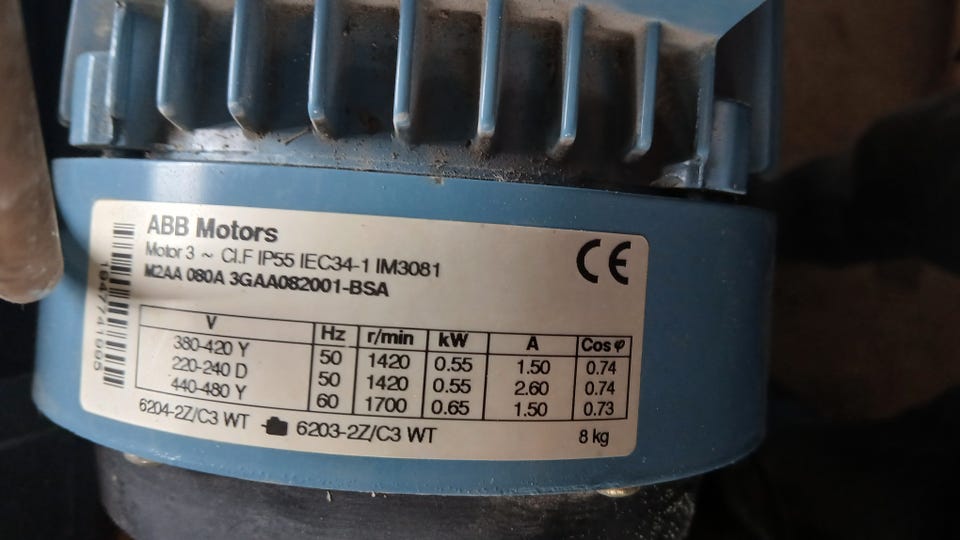 ABB Motors
Motor 3 ~ Cl.F IP55 IEC34-1 IM3081
M2AA 080A 3GAA082001-BSA
CE
V Hz r/min kW A Cos φ
380-420 Y 50 1420 0.55 1.50 0.74
220-240 D 50 1420 0.55 2.60 0.74
440-480 Y 60 1700 0.65 1.50 0.73
6204-2Z/C3 WT 6203-2Z/C3 WT 8 kg